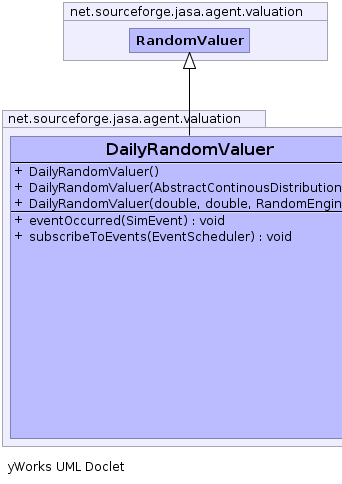 net.sourceforge.jasa.agent.valuation
RandomValuer
net.sourceforge.jasa.agent.valuation
DailyRandomValuer
+ DailyRandomValuer()
+ DailyRandomValuer(AbstractContinousDistribution
+ DailyRandomValuer(double, double, RandomEngin
+ eventOccurred(SimEvent) : void
+ subscribeToEvents(EventScheduler) : void
yWorks UML Doclet